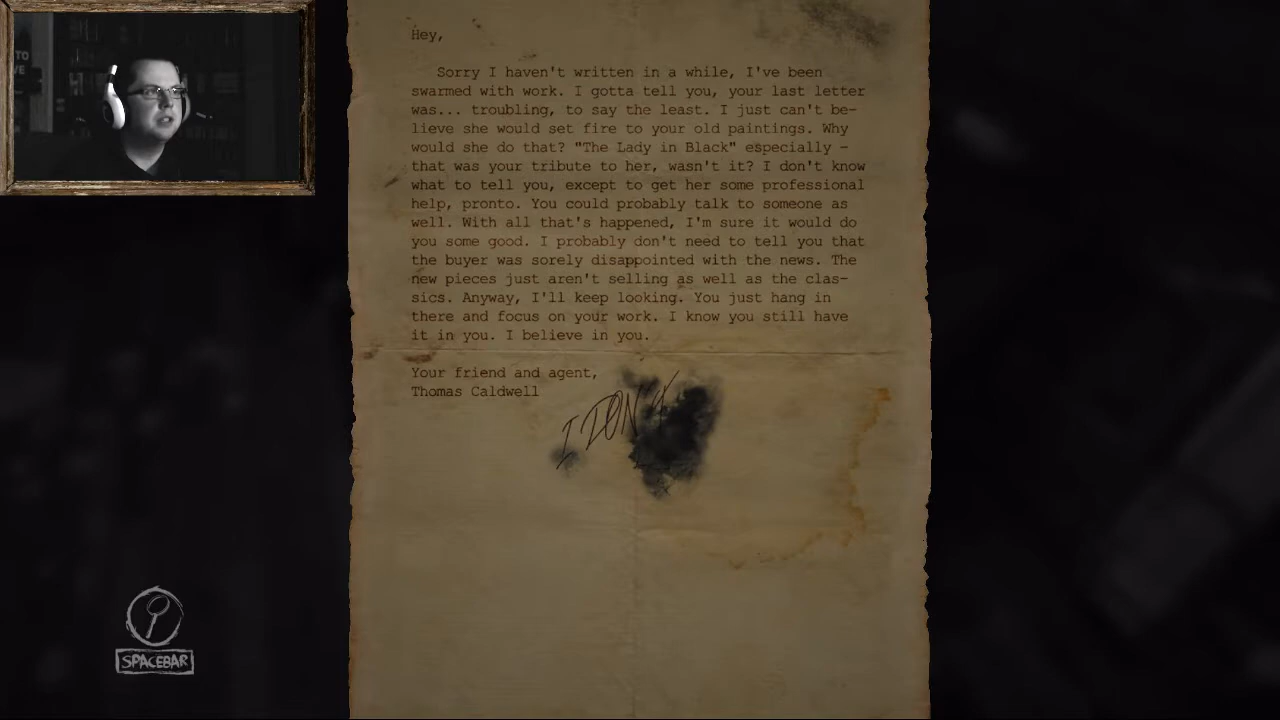 TO
VE
Hey,
Sorry I haven't written in a while, I've been
swarmed with work. I gotta tell you, your last letter
was... troubling, to say the least. I just can't be-
lieve she would set fire to your old paintings. Why
would she do that? "The Lady in Black" especially -
that was your tribute to her, wasn't it? I don't know
what to tell you, except to get her some professional
help, pronto. You could probably talk to someone as
well. With all that's happened, I'm sure it would do
you some good. I probably don't need to tell you that
the buyer was sorely disappointed with the news. The
new pieces just aren't selling as well as the clas-
sics. Anyway, I'll keep looking. You just hang in
there and focus on your work. I know you still have
it in you. I believe in you.
Your friend and agent,
Thomas Caldwell
I DON'T
SPACEBAR